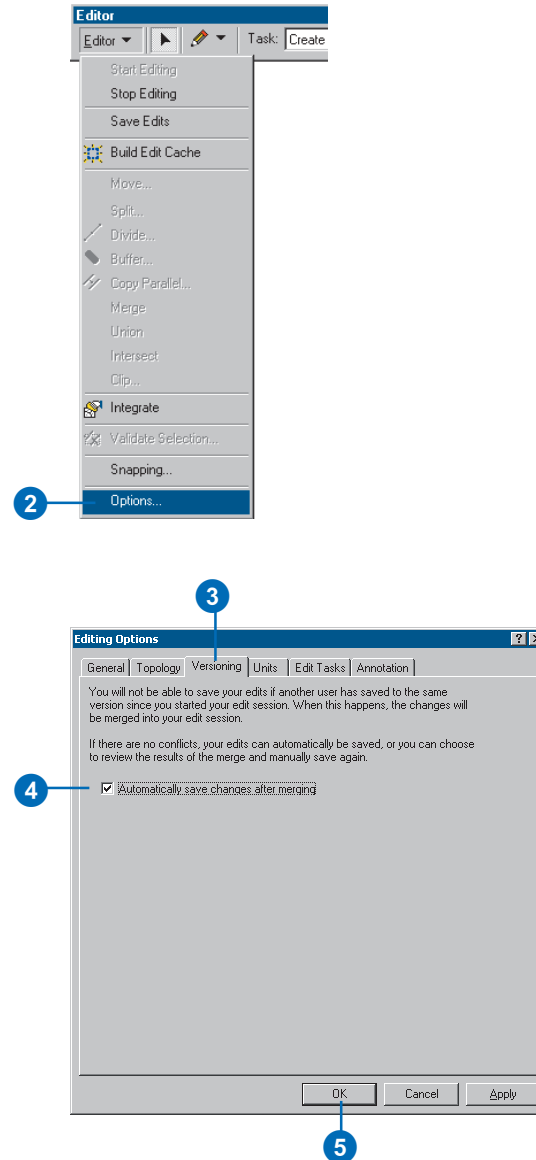 Editor
Editor Task: Create
Start Editing
Stop Editing
Save Edits
Build Edit Cache
Move...
Split...
Divide...
Buffer...
Copy Parallel...
Merge
Union
Intersect
Clip...
Integrate
Validate Selection...
Snapping...
2 Options...
3
Editing Options
General Topology Versioning Units Edit Tasks Annotation
You will not be able to save your edits if another user has saved to the same
version since you started your edit session. When this happens, the changes will
be merged into your edit session.
If there are no conflicts, your edits can automatically be saved, or you can choose
to review the results of the merge and manually save again.
4 Automatically save changes after merging
OK Cancel Apply
5